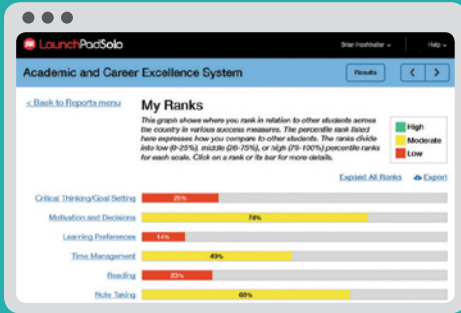 LaunchPadSolo
Brian Hochhalter
Help
Academic and Career Excellence System
Results
< >
< Back to Reports menu
My Ranks
This graph shows where you rank in relation to other students across
the country in various success measures. The percentile rank listed
here expresses how you compare to other students. The ranks divide
into low (0-25%), middle (26-75%), or high (76-100%) percentile ranks
for each scale. Click on a rank or its bar for more details.
High
Moderate
Low
Expand All Ranks
Export
Critical Thinking/Goal Setting 25%
Motivation and Decisions 74%
Learning Preferences 14%
Time Management 49%
Reading 23%
Note Taking 68%